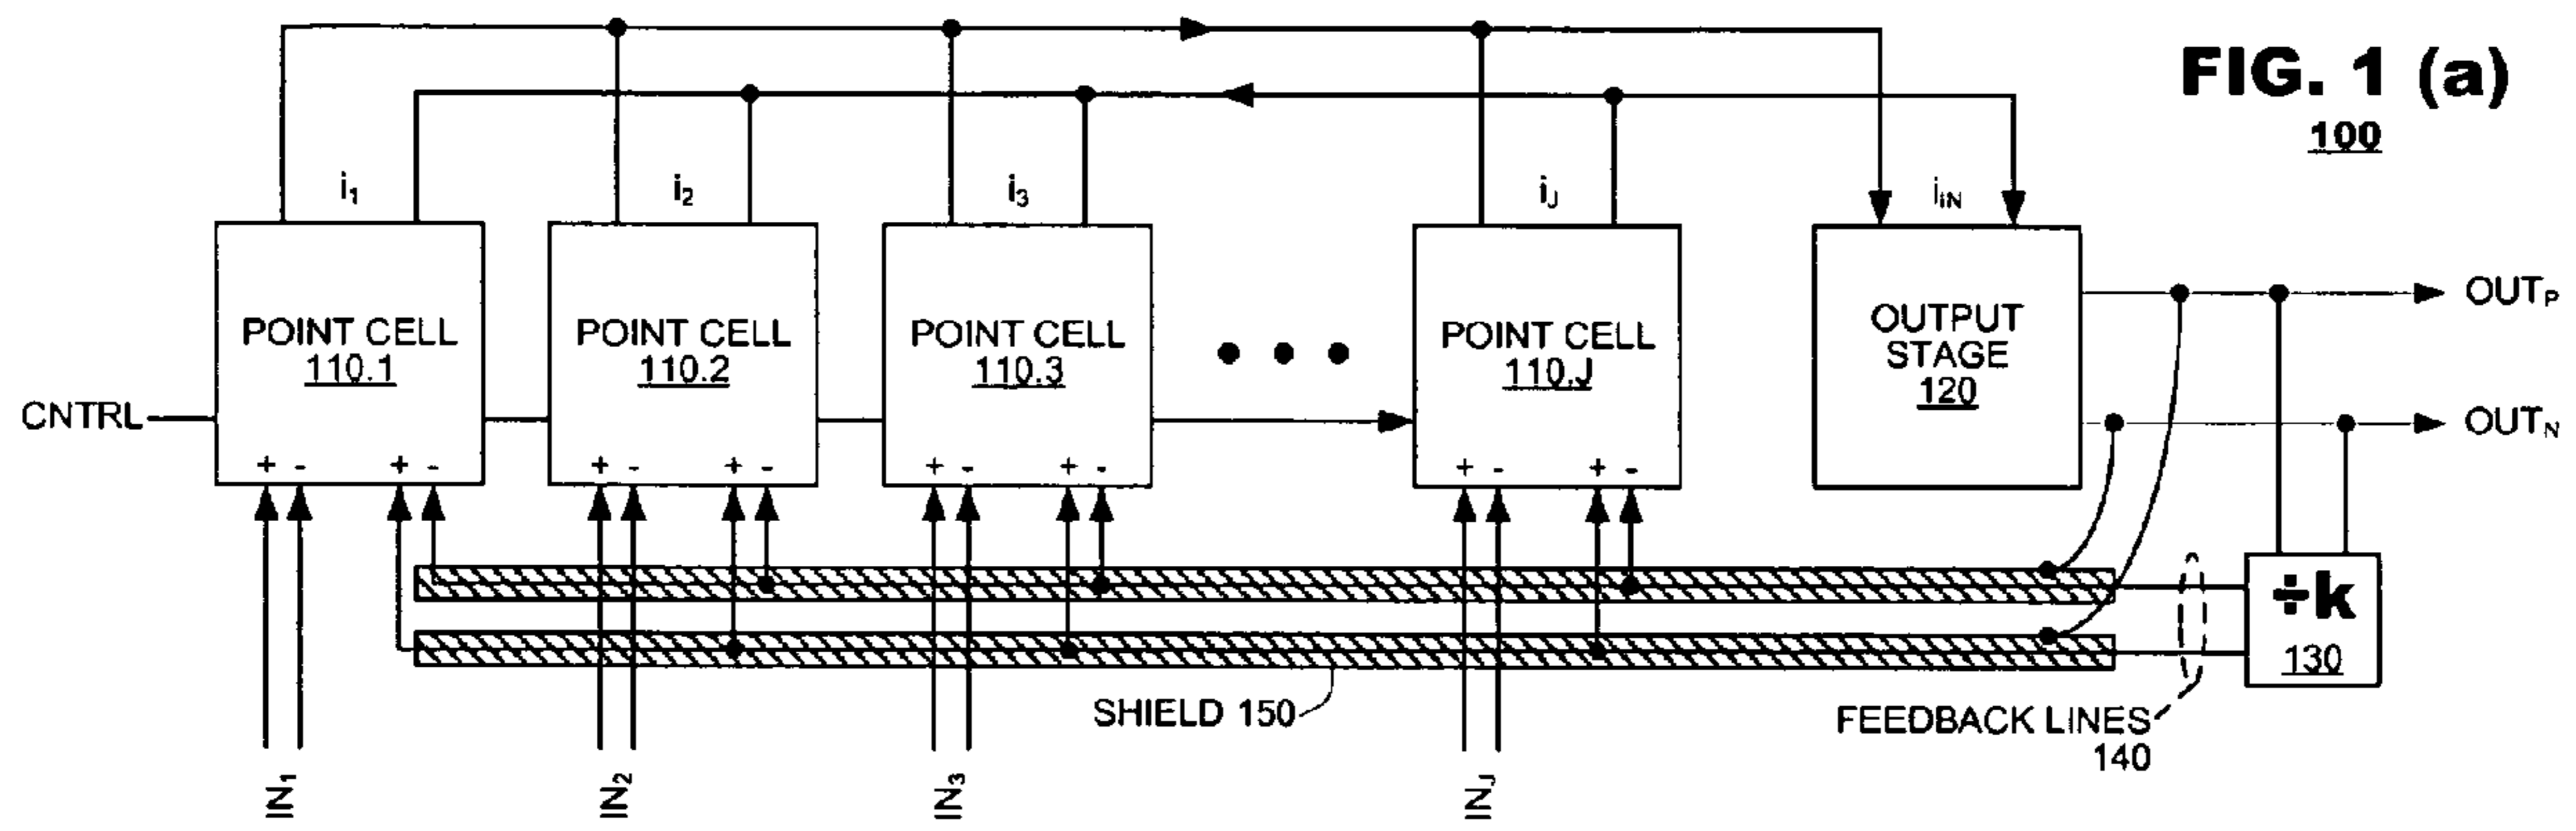 FIG. 1 (a)
100
i1 i2 i3 iJ iIN
POINT CELL
110.1
POINT CELL
110.2
POINT CELL
110.3
• • •
POINT CELL
110.J
OUTPUT
STAGE
120
OUTP
OUTN
CNTRL
+ - + -
+ - + -
+ - + -
+ - + -
÷k
130
SHIELD 150
FEEDBACK LINES
140
IN1
IN2
IN3
INJ